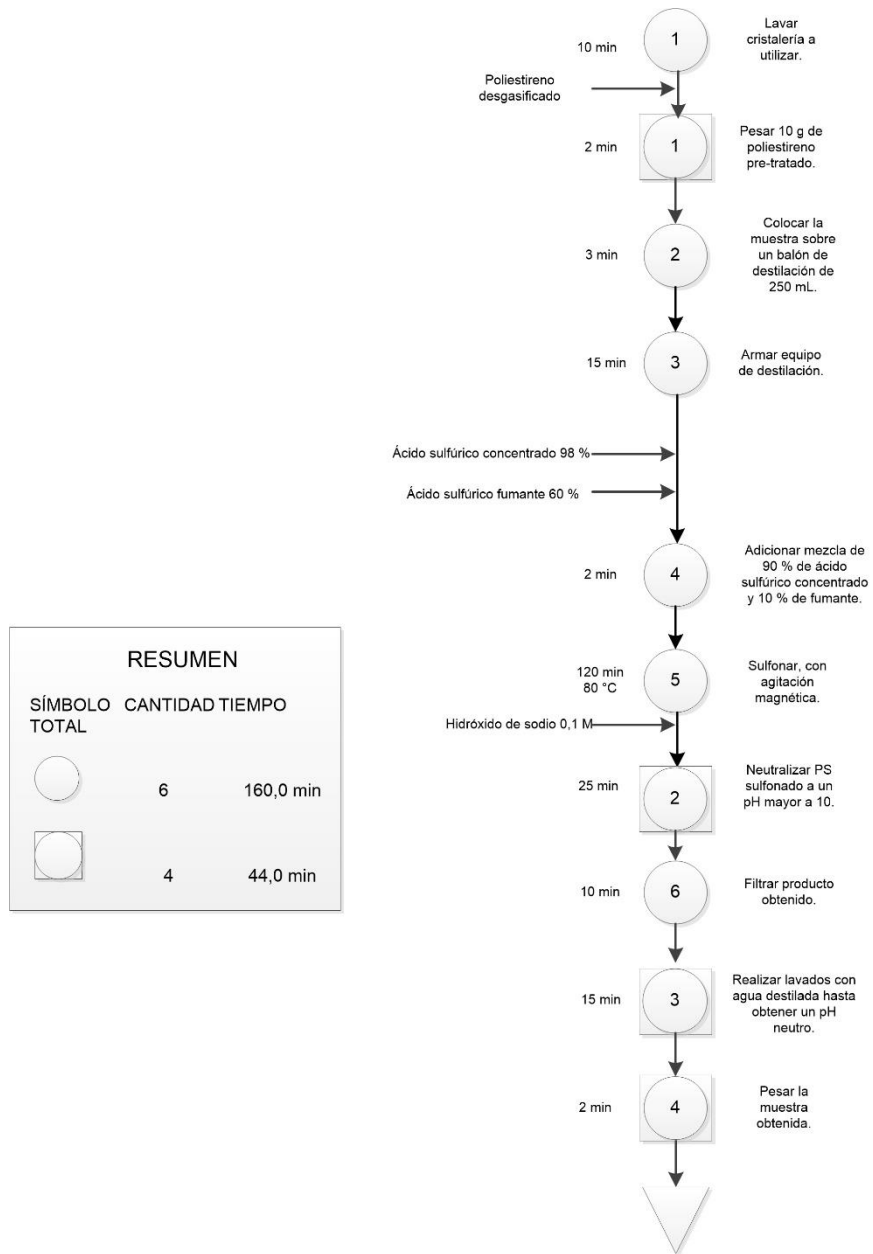 10 min
1
Lavar
cristalería a
utilizar.
Poliestireno
desgasificado
2 min
1
Pesar 10 g de
poliestireno
pre-tratado.
3 min
2
Colocar la
muestra sobre
un balón de
destilación de
250 mL.
15 min
3
Armar equipo
de destilación.
Ácido sulfúrico concentrado 98 %
Ácido sulfúrico fumante 60 %
2 min
4
Adicionar mezcla de
90 % de ácido
sulfúrico concentrado
y 10 % de fumante.
120 min
80 °C
5
Sulfonar, con
agitación
magnética.
Hidróxido de sodio 0,1 M
25 min
2
Neutralizar PS
sulfonado a un
pH mayor a 10.
10 min
6
Filtrar producto
obtenido.
15 min
3
Realizar lavados con
agua destilada hasta
obtener un pH
neutro.
2 min
4
Pesar la
muestra
obtenida.
RESUMEN
SÍMBOLO CANTIDAD TIEMPO
TOTAL
6 160,0 min
4 44,0 min